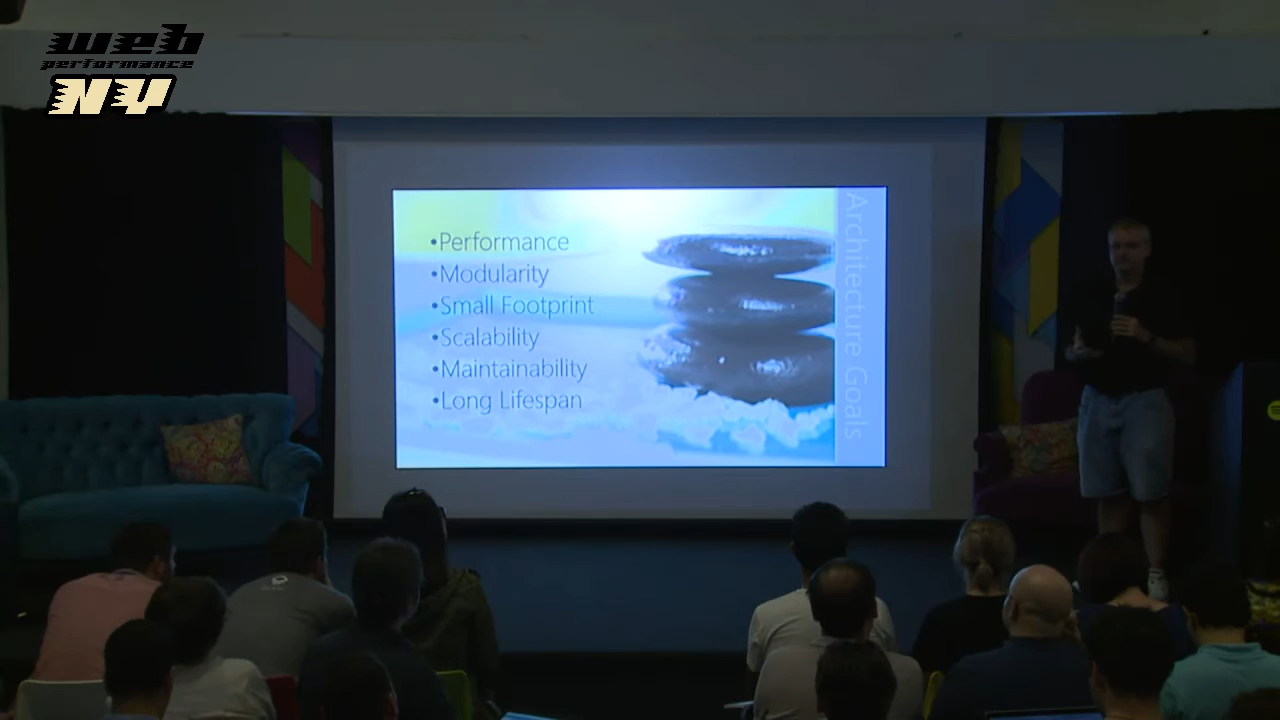 web
performance
NY
•Performance
•Modularity
•Small Footprint
•Scalability
•Maintainability
•Long Lifespan
Architecture Goals